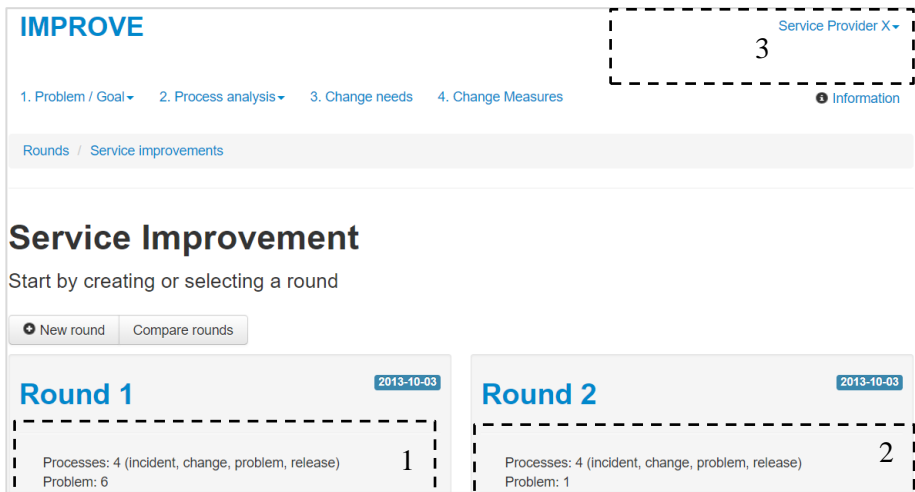 IMPROVE
Service Provider X
3
1. Problem / Goal 2. Process analysis 3. Change needs 4. Change Measures Information
Rounds / Service improvements
Service Improvement
Start by creating or selecting a round
New round Compare rounds
Round 1 2013-10-03
Round 2 2013-10-03
Processes: 4 (incident, change, problem, release) 1
Problem: 6
Processes: 4 (incident, change, problem, release) 2
Problem: 1